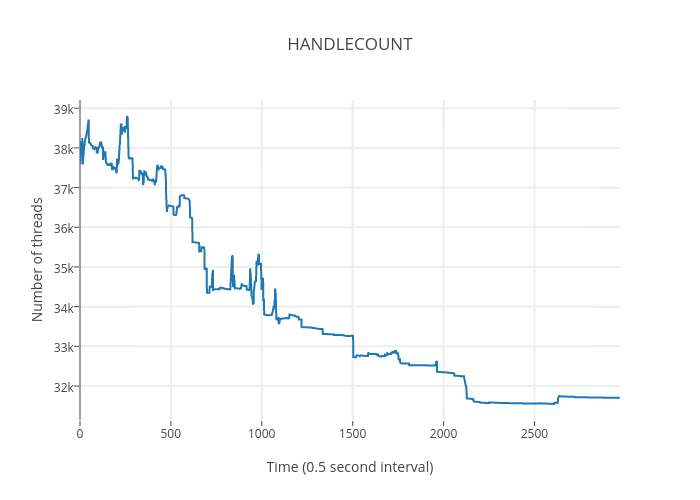 HANDLECOUNT
39k
38k
37k
36k
35k
34k
33k
32k
Number of threads
0
500
1000
1500
2000
2500
Time (0.5 second interval)